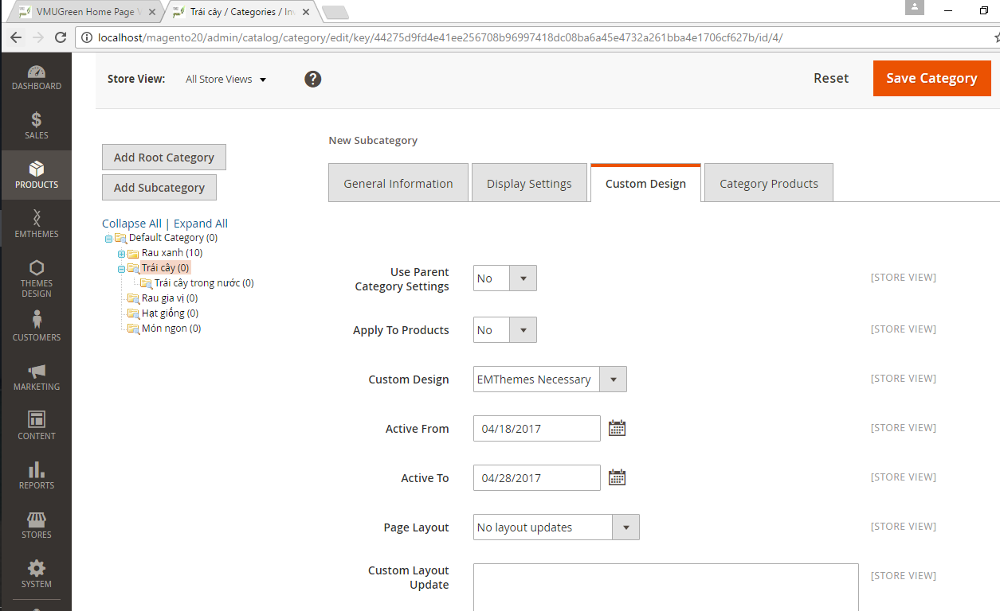 VMUGreen Home Page
Trái cây / Categories / Inv
localhost/magento20/admin/catalog/category/edit/key/44275d9fd4e41ee256708b96997418dc08ba6a45e4732a261bba4e1706cf627b/id/4/
DASHBOARD
SALES
PRODUCTS
EMTHEMES
THEMES
DESIGN
CUSTOMERS
MARKETING
CONTENT
REPORTS
STORES
SYSTEM
Store View: All Store Views ?
Reset Save Category
Add Root Category
Add Subcategory
Collapse All | Expand All
Default Category (0)
Rau xanh (10)
Trái cây (0)
Trái cây trong nước (0)
Rau gia vị (0)
Hạt giống (0)
Món ngon (0)
New Subcategory
General Information Display Settings Custom Design Category Products
Use Parent
Category Settings No [STORE VIEW]
Apply To Products No [STORE VIEW]
Custom Design EMThemes Necessary [STORE VIEW]
Active From 04/18/2017 [STORE VIEW]
Active To 04/28/2017 [STORE VIEW]
Page Layout No layout updates [STORE VIEW]
Custom Layout
Update [STORE VIEW]